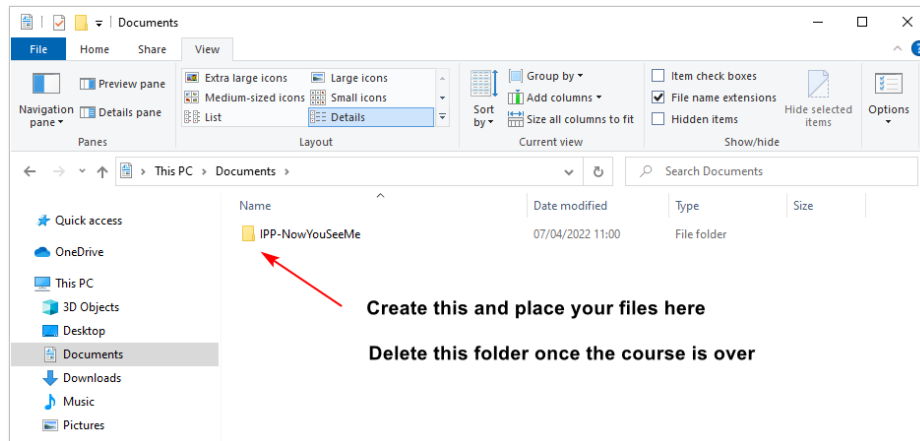 Documents
File Home Share View
Navigation pane
Preview pane
Details pane
Panes
Extra large icons Large icons
Medium-sized icons Small icons
List Details
Layout
Sort by
Group by
Add columns
Size all columns to fit
Current view
Item check boxes
File name extensions
Hidden items
Hide selected items
Show/hide
Options
This PC > Documents >
Search Documents
Name Date modified Type Size
IPP-NowYouSeeMe 07/04/2022 11:00 File folder
Quick access
OneDrive
This PC
3D Objects
Desktop
Documents
Downloads
Music
Pictures
Create this and place your files here
Delete this folder once the course is over